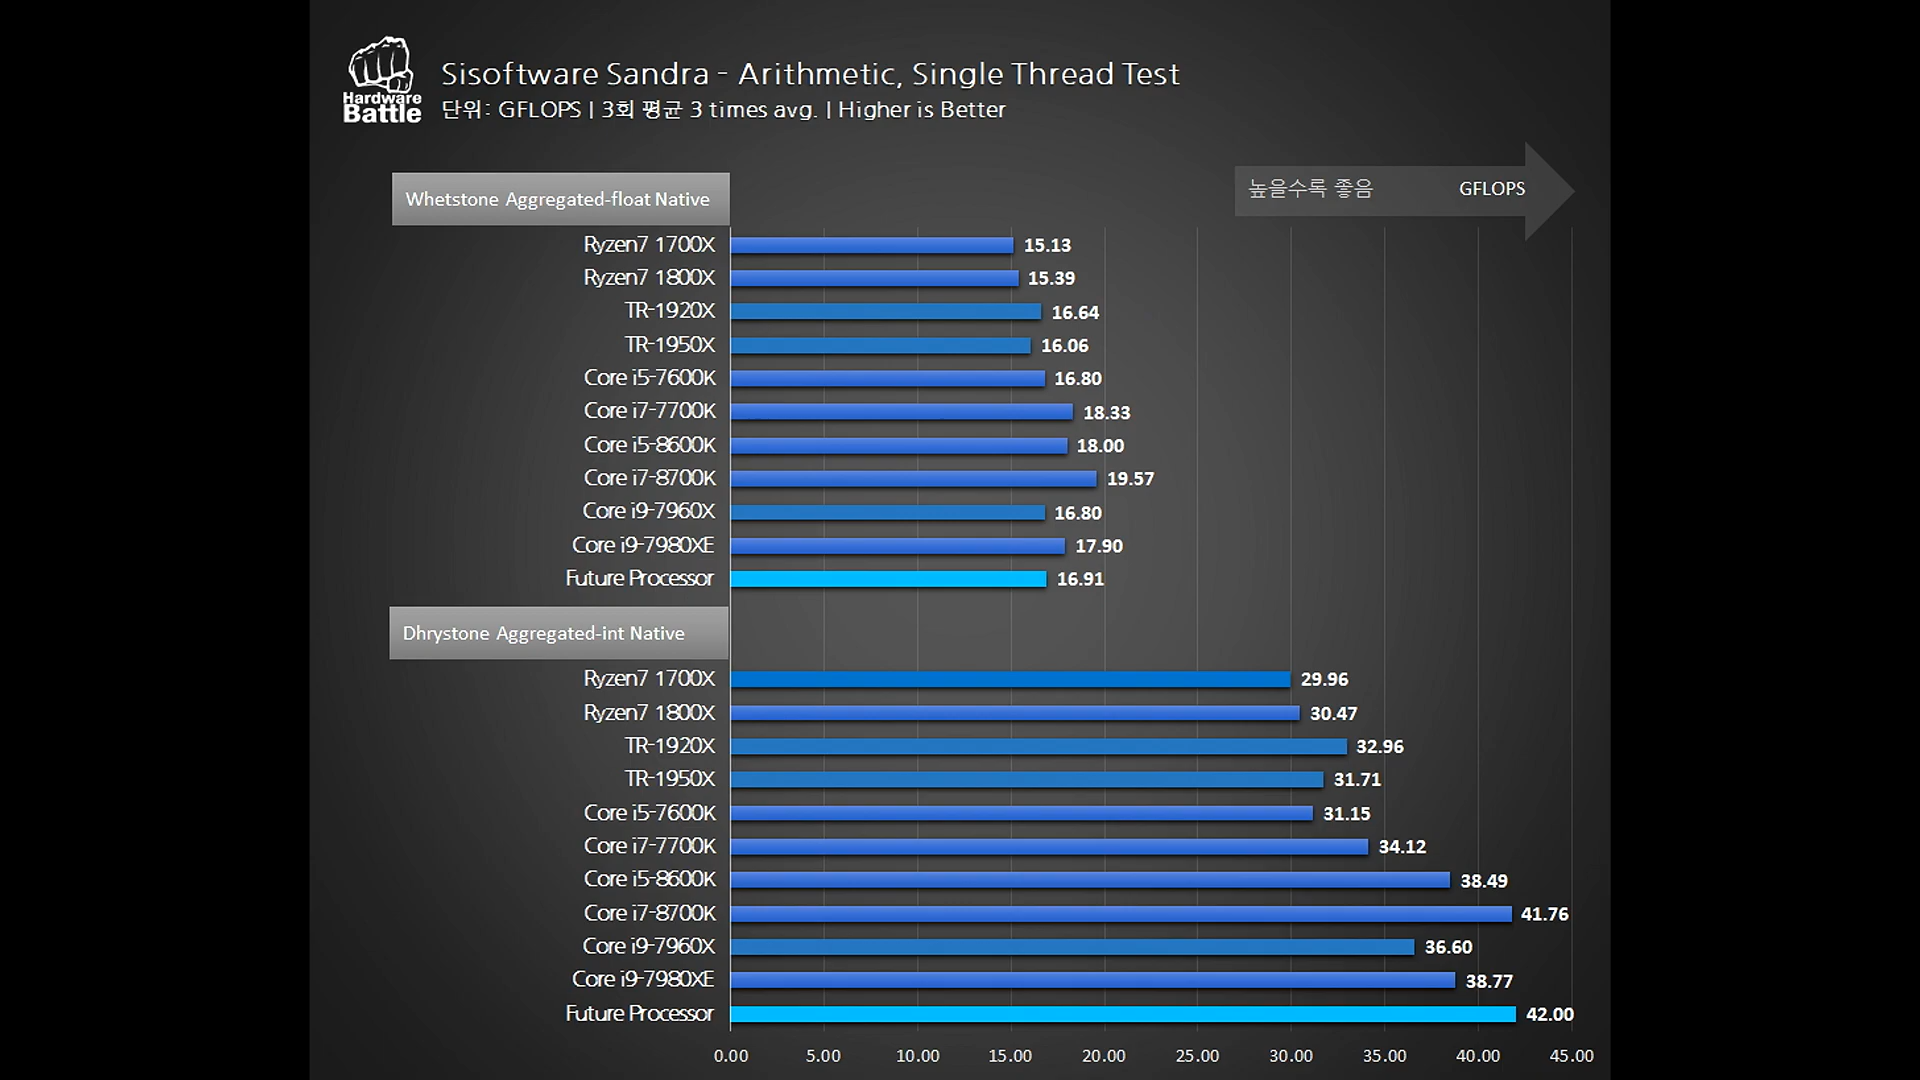 Hardware
Battle
Sisoftware Sandra - Arithmetic, Single Thread Test
단위: GFLOPS | 3회 평균 3 times avg. | Higher is Better
높을수록 좋음 GFLOPS
Whetstone Aggregated-float Native
Ryzen7 1700X 15.13
Ryzen7 1800X 15.39
TR-1920X 16.64
TR-1950X 16.06
Core i5-7600K 16.80
Core i7-7700K 18.33
Core i5-8600K 18.00
Core i7-8700K 19.57
Core i9-7960X 16.80
Core i9-7980XE 17.90
Future Processor 16.91
Dhrystone Aggregated-int Native
Ryzen7 1700X 29.96
Ryzen7 1800X 30.47
TR-1920X 32.96
TR-1950X 31.71
Core i5-7600K 31.15
Core i7-7700K 34.12
Core i5-8600K 38.49
Core i7-8700K 41.76
Core i9-7960X 36.60
Core i9-7980XE 38.77
Future Processor 42.00
0.00 5.00 10.00 15.00 20.00 25.00 30.00 35.00 40.00 45.00